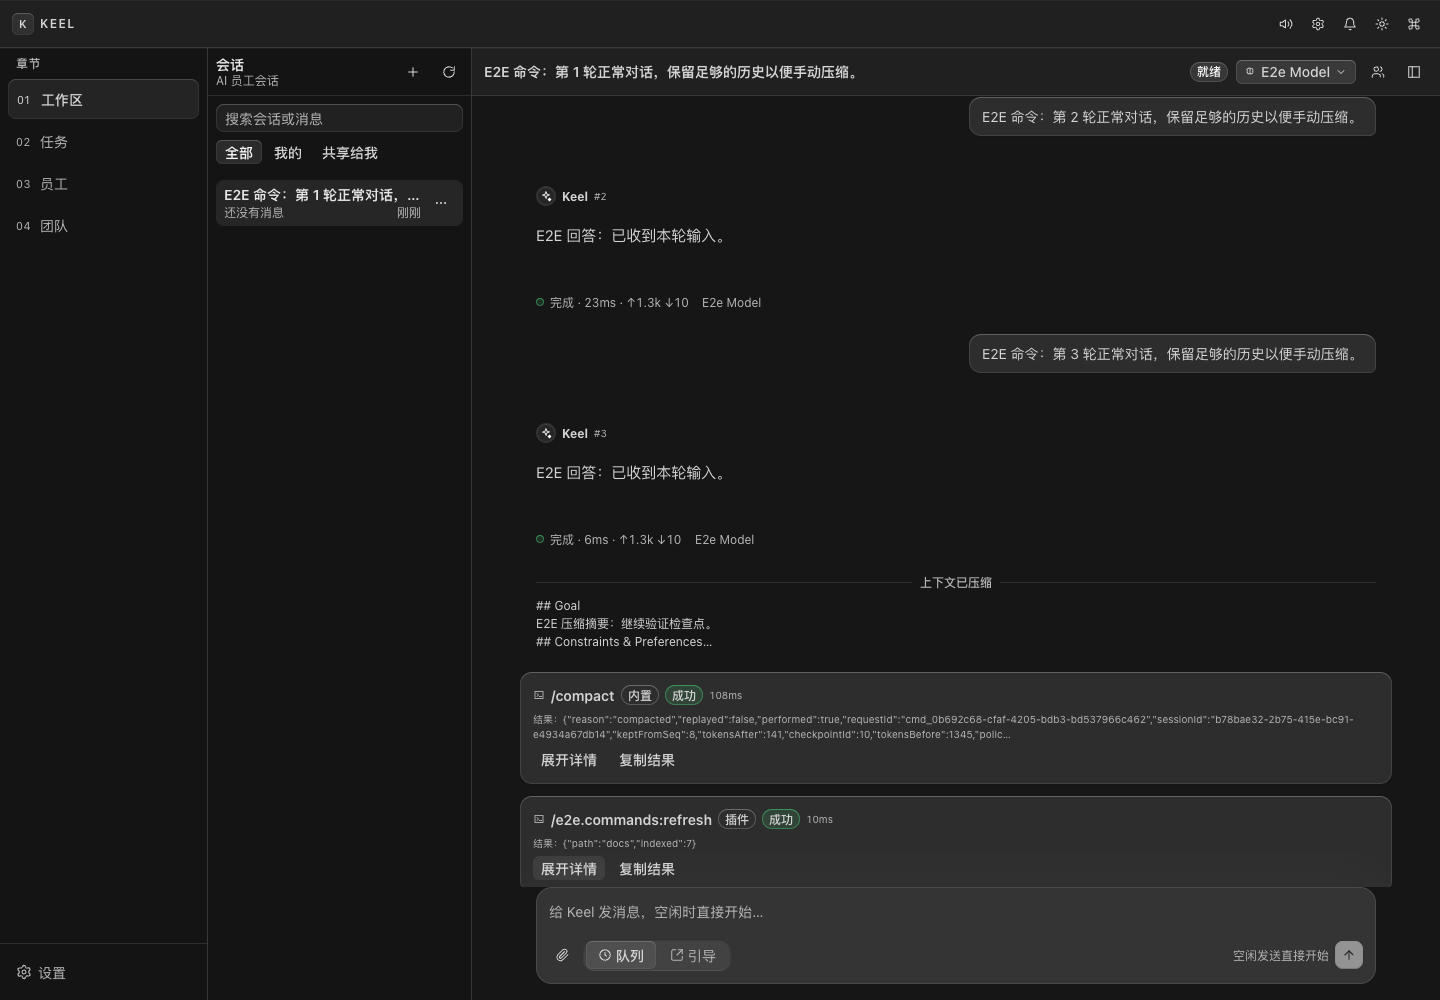 K KEEL
章节
01 工作区
02 任务
03 员工
04 团队
设置
会话
AI 员工会话
搜索会话或消息
全部 我的 共享给我
E2E 命令：第 1 轮正常对话，...
还没有消息 刚刚
E2E 命令：第 1 轮正常对话，保留足够的历史以便手动压缩。
就绪 E2e Model
E2E 命令：第 2 轮正常对话，保留足够的历史以便手动压缩。
Keel #2
E2E 回答：已收到本轮输入。
完成 · 23ms · ↑1.3k ↓10 E2e Model
E2E 命令：第 3 轮正常对话，保留足够的历史以便手动压缩。
Keel #3
E2E 回答：已收到本轮输入。
完成 · 6ms · ↑1.3k ↓10 E2e Model
上下文已压缩
## Goal
E2E 压缩摘要：继续验证检查点。
## Constraints & Preferences...
/compact 内置 成功 108ms
结果：{"reason":"compacted","replayed":false,"performed":true,"requestId":"cmd_0b692c68-cfaf-4205-bdb3-bd537966c462","sessionId":"b78bae32-2b75-415e-bc91-
e4934a67db14","keptFromSeq":8,"tokensAfter":141,"checkpointId":10,"tokensBefore":1345,"polic...
展开详情 复制结果
/e2e.commands:refresh 插件 成功 10ms
结果：{"path":"docs","indexed":7}
展开详情 复制结果
给 Keel 发消息，空闲时直接开始...
队列 引导 空闲发送直接开始